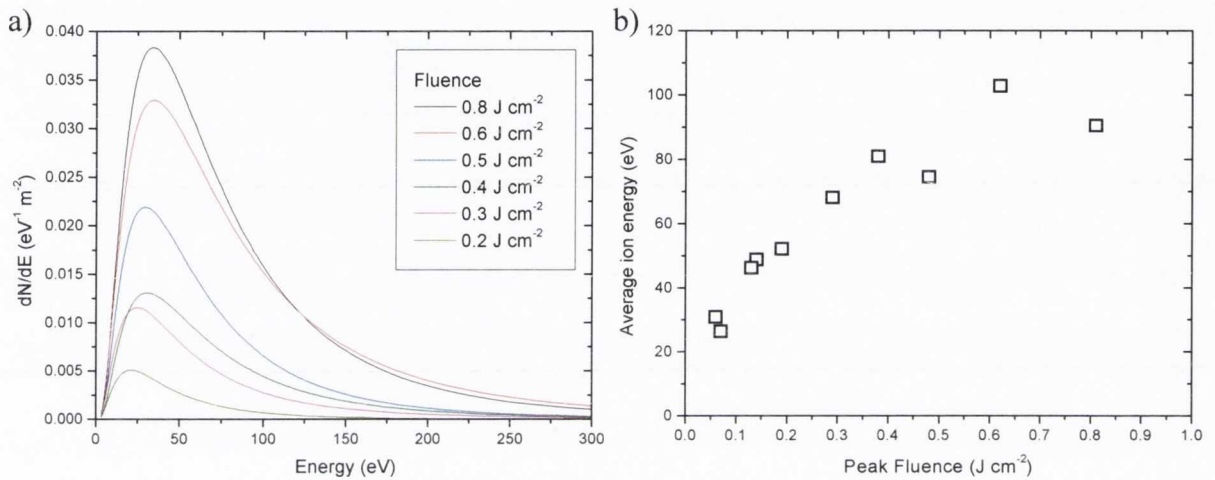 a)
0.040
0.035
0.030
0.025
0.020
0.015
0.010
0.005
0.000
dN/dE (eV⁻¹ m⁻²)
0 50 100 150 200 250 300
Energy (eV)
Fluence
0.8 J cm⁻²
0.6 J cm⁻²
0.5 J cm⁻²
0.4 J cm⁻²
0.3 J cm⁻²
0.2 J cm⁻²
b)
120
100
80
60
40
20
0
Average ion energy (eV)
0.0 0.1 0.2 0.3 0.4 0.5 0.6 0.7 0.8 0.9 1.0
Peak Fluence (J cm⁻²)